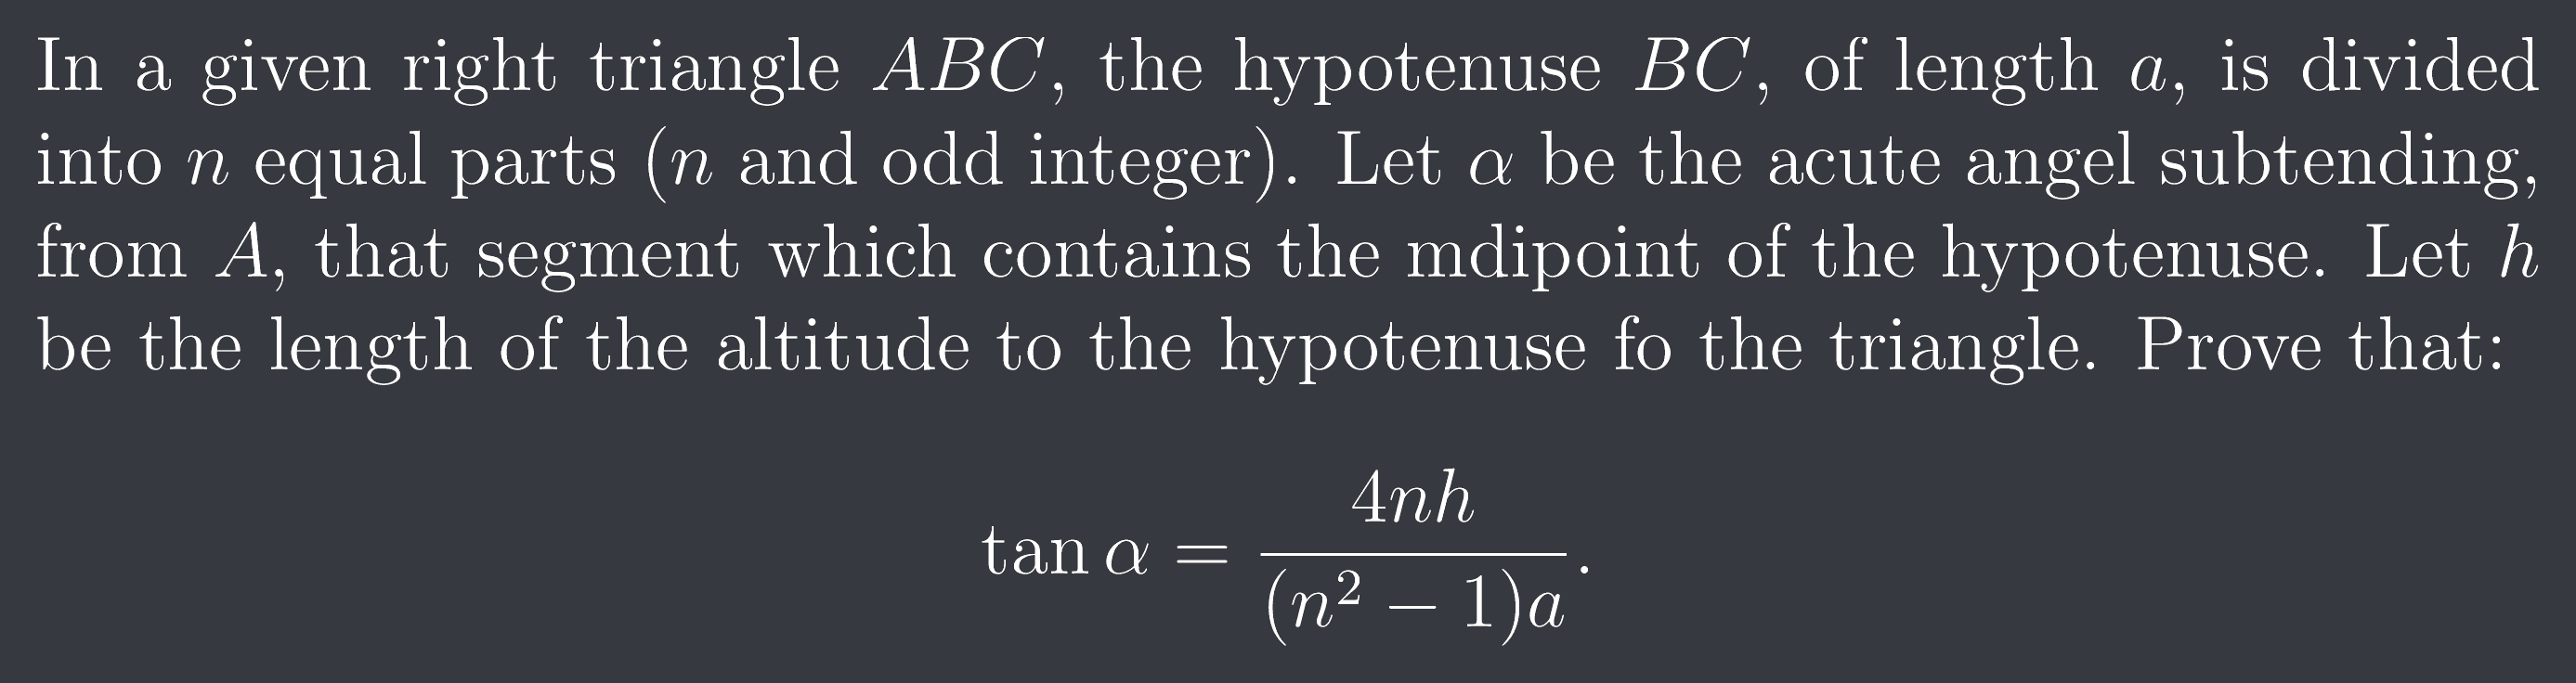 In a given right triangle ABC, the hypotenuse BC, of length a, is divided
into n equal parts (n and odd integer). Let α be the acute angel subtending,
from A, that segment which contains the mdipoint of the hypotenuse. Let h
be the length of the altitude to the hypotenuse fo the triangle. Prove that:
tan α = 4nh / (n² − 1)a.